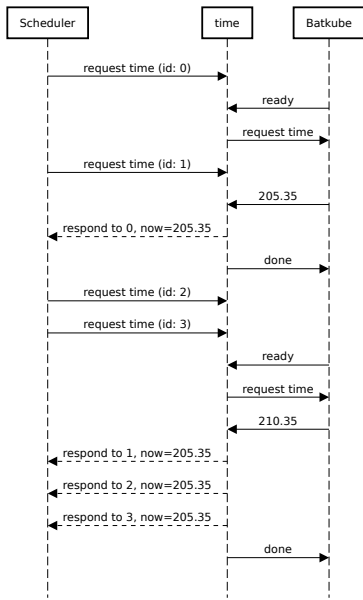 Scheduler time Batkube
request time (id: 0)
ready
request time
request time (id: 1)
205.35
respond to 0, now=205.35
done
request time (id: 2)
request time (id: 3)
ready
request time
210.35
respond to 1, now=205.35
respond to 2, now=205.35
respond to 3, now=205.35
done